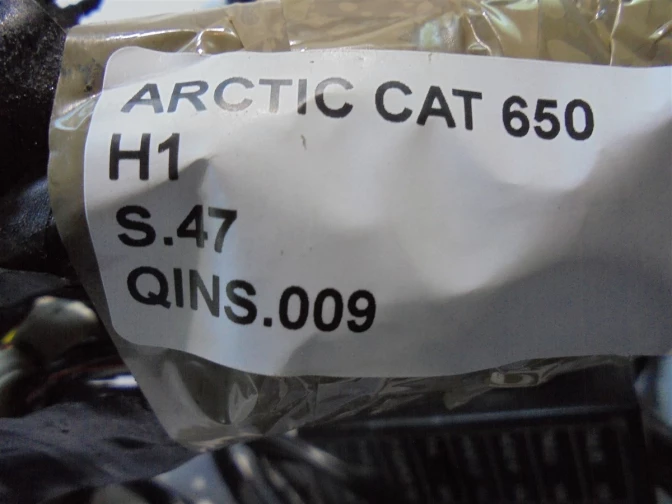 ARCTIC CAT 650
H1
S.47
QINS.009